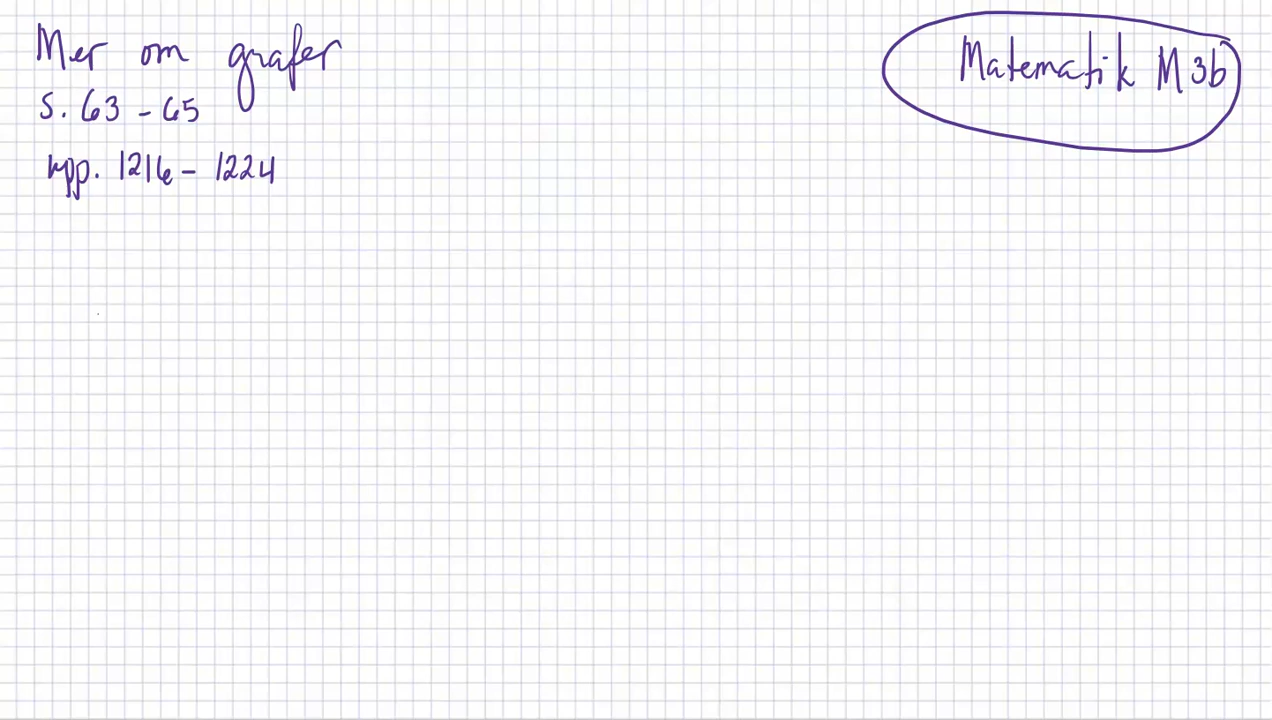 Mer om grafer
Matematik M3b
s. 63 - 65
upp. 1216 - 1224